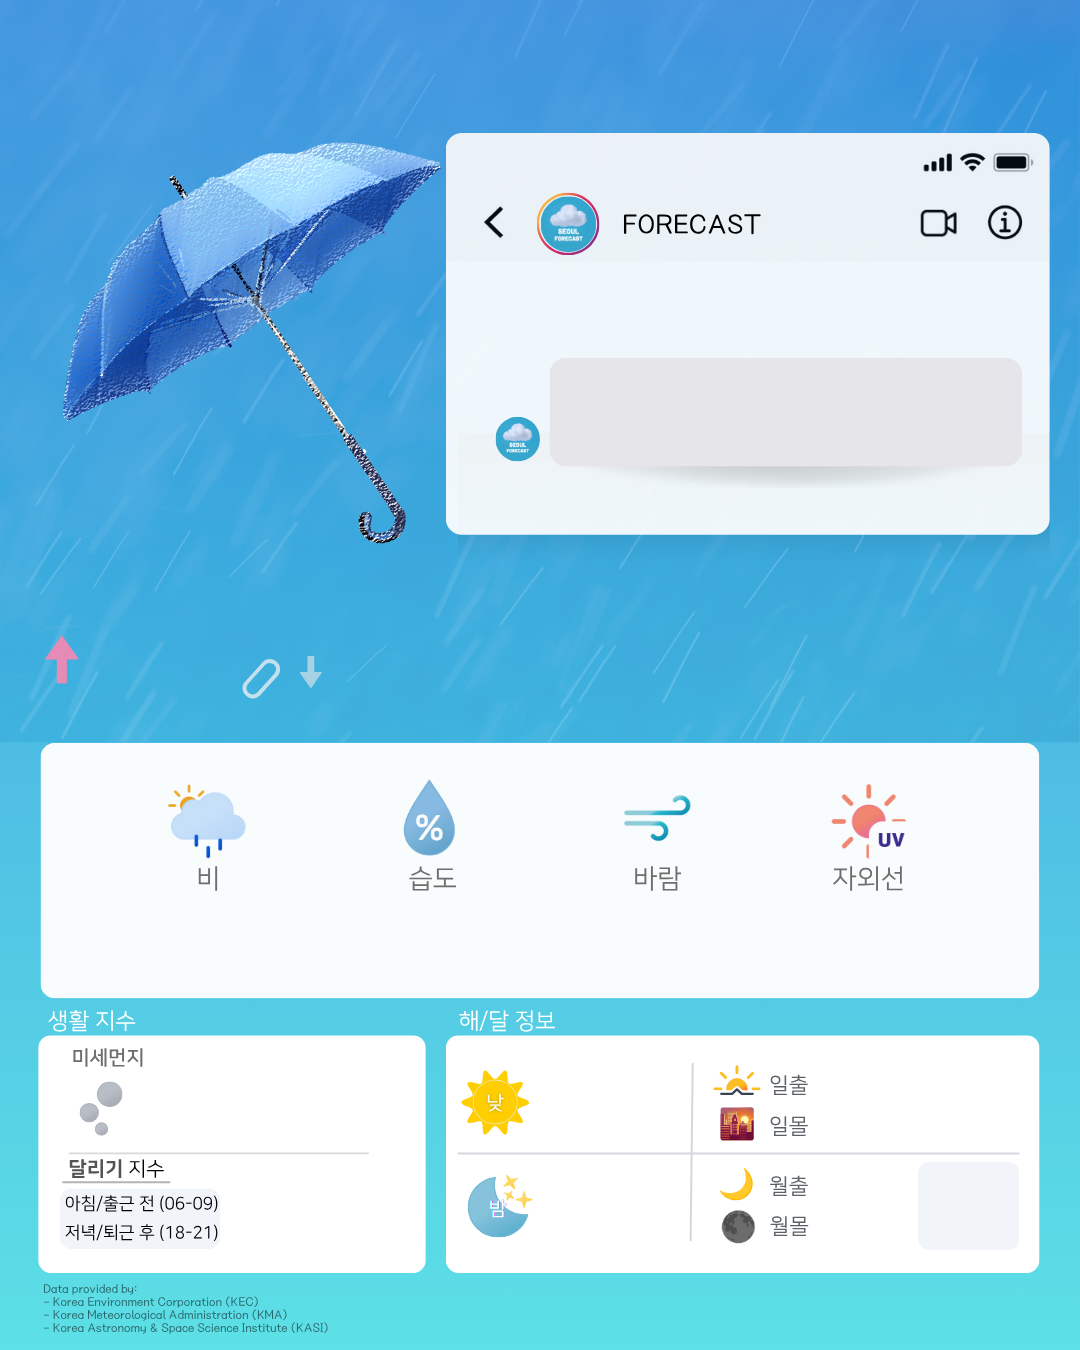 SEOUL
FORECAST
FORECAST
SEOUL
FORECAST
%
UV
비
습도
바람
자외선
생활 지수
해/달 정보
미세먼지
낮
일출
일몰
달리기 지수
아침/출근 전 (06-09)
저녁/퇴근 후 (18-21)
밤
월출
월몰
Data provided by:
- Korea Environment Corporation (KEC)
- Korea Meteorological Administration (KMA)
- Korea Astronomy & Space Science Institute (KASI)